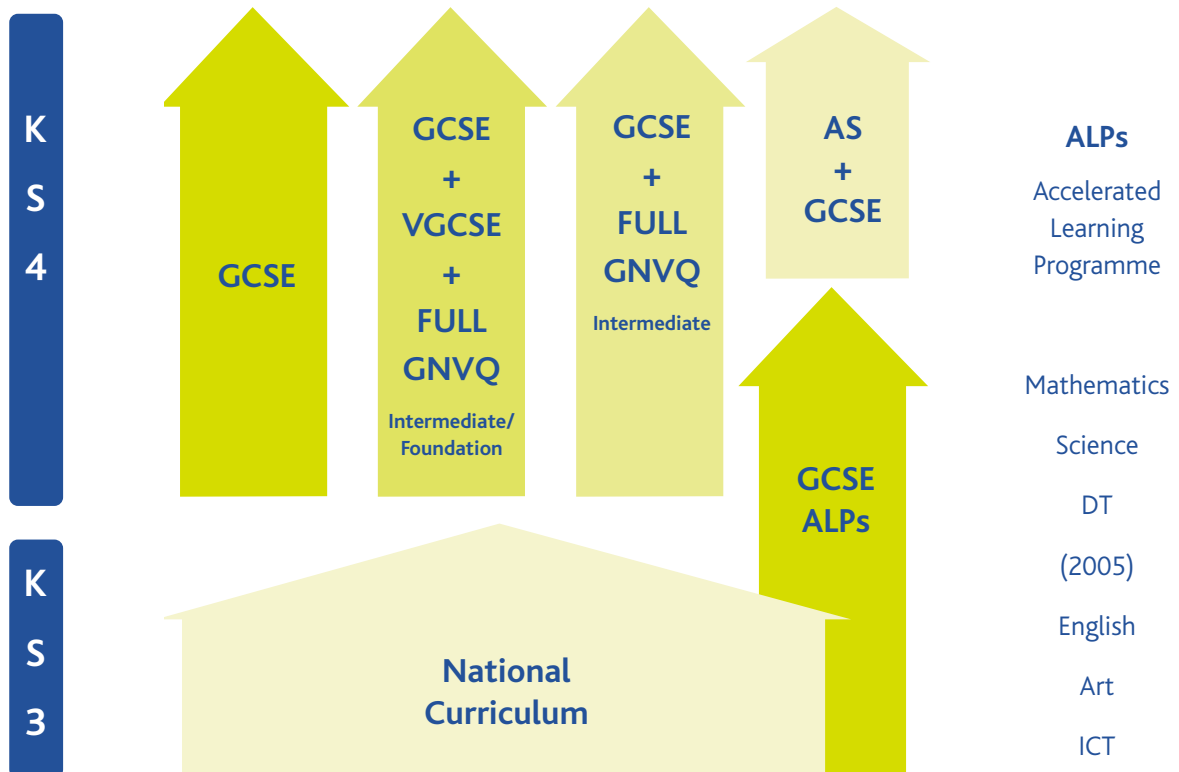 K
S
4
GCSE
GCSE
+
VGCSE
+
FULL
GNVQ
Intermediate/
Foundation
GCSE
+
FULL
GNVQ
Intermediate
AS
+
GCSE
ALPs
Accelerated
Learning
Programme
GCSE
ALPs
Mathematics
Science
DT
(2005)
English
Art
ICT
K
S
3
National
Curriculum